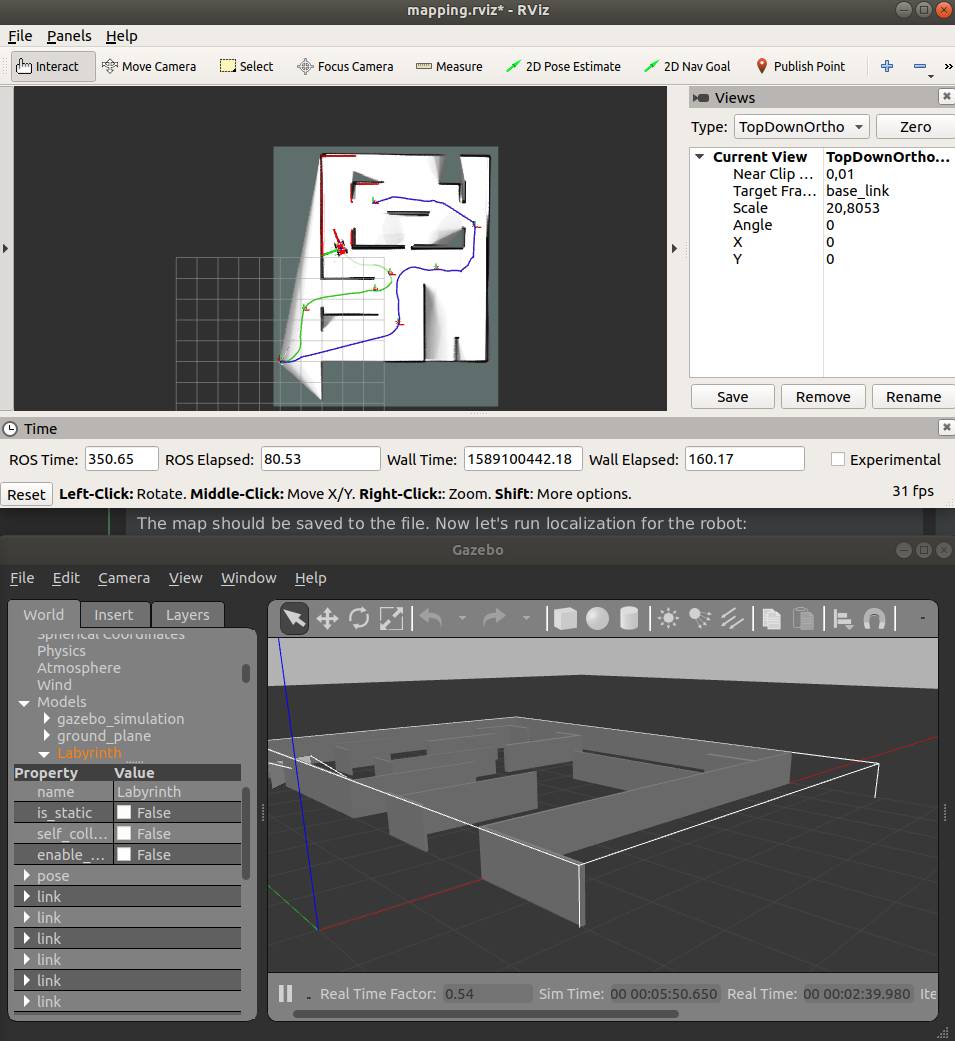 mapping.rviz* - RViz
File Panels Help
Interact Move Camera Select Focus Camera Measure 2D Pose Estimate 2D Nav Goal Publish Point »
Views
Type: TopDownOrtho Zero
Current View TopDownOrtho...
Near Clip ... 0,01
Target Fra... base_link
Scale 20,8053
Angle 0
X 0
Y 0
Save Remove Rename
Time
ROS Time: 350.65 ROS Elapsed: 80.53 Wall Time: 1589100442.18 Wall Elapsed: 160.17 Experimental
Reset Left-Click: Rotate. Middle-Click: Move X/Y. Right-Click:: Zoom. Shift: More options. 31 fps
The map should be saved to the file. Now let's run localization for the robot:
Gazebo
File Edit Camera View Window Help
World Insert Layers
Spherical Coordinates
Physics
Atmosphere
Wind
Models
gazebo_simulation
ground_plane
Labyrinth
Property Value
name Labyrinth
is_static False
self_coll... False
enable_... False
pose
link
link
link
link
link
link
Real Time Factor: 0.54 Sim Time: 00 00:05:50.650 Real Time: 00 00:02:39.980 Ite